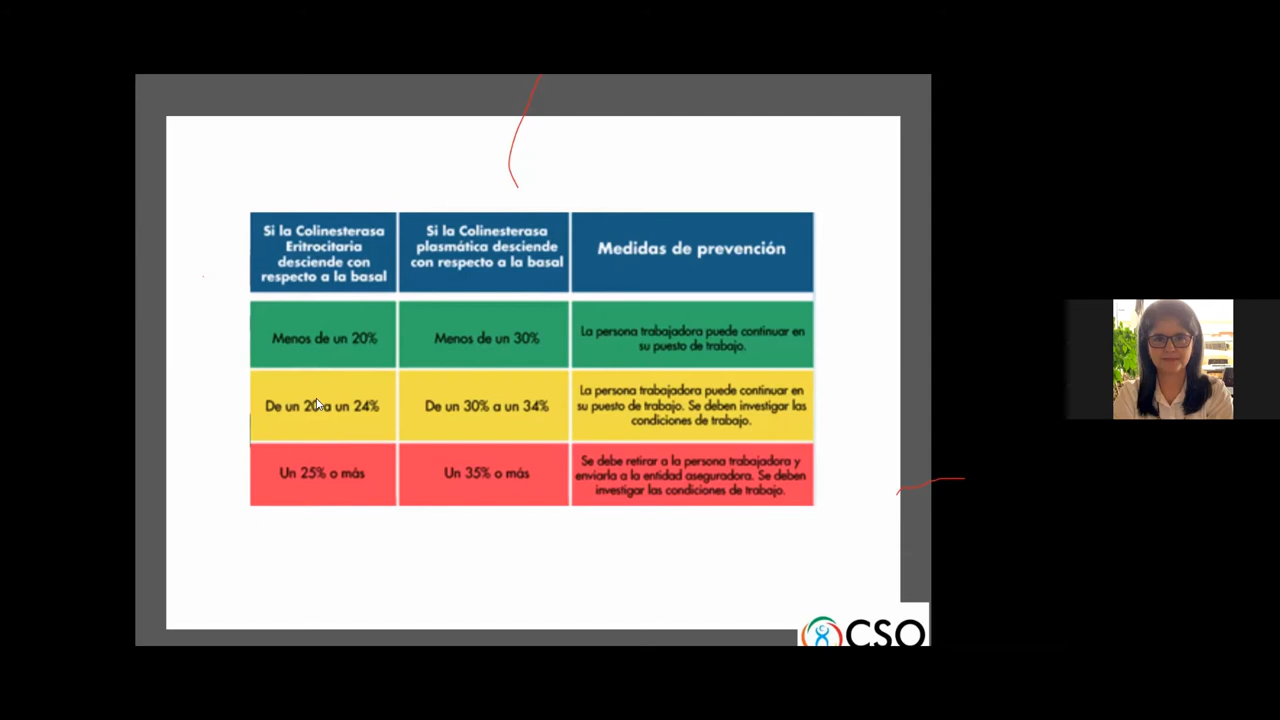 Si la Colinesterasa
Eritrocitaria
desciende con
respecto a la basal
Si la Colinesterasa
plasmática desciende
con respecto a la basal
Medidas de prevención
Menos de un 20%
Menos de un 30%
La persona trabajadora puede continuar en
su puesto de trabajo.
De un 20 a un 24%
De un 30% a un 34%
La persona trabajadora puede continuar en
su puesto de trabajo. Se deben investigar las
condiciones de trabajo.
Un 25% o más
Un 35% o más
Se debe retirar a la persona trabajadora y
enviarla a la entidad aseguradora. Se deben
investigar las condiciones de trabajo.
CSO